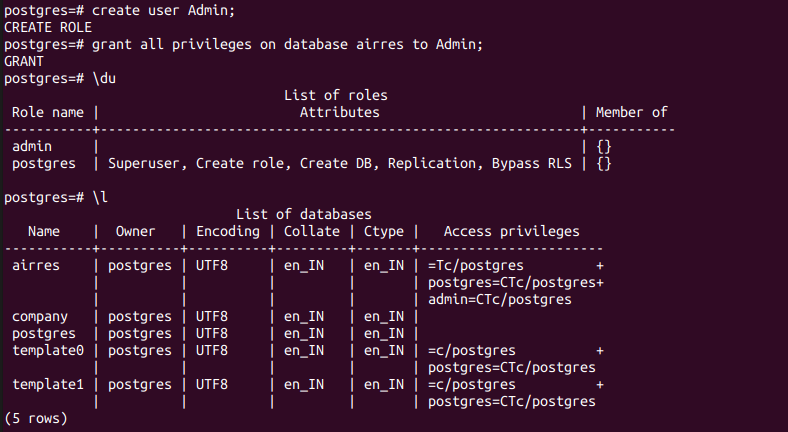 postgres=# create user Admin;
CREATE ROLE
postgres=# grant all privileges on database airres to Admin;
GRANT
postgres=# \du
                                   List of roles
 Role name |                         Attributes                         | Member of
-----------+------------------------------------------------------------+-----------
 admin     |                                                            | {}
 postgres  | Superuser, Create role, Create DB, Replication, Bypass RLS | {}

postgres=# \l
                             List of databases
   Name    |  Owner   | Encoding | Collate | Ctype |   Access privileges
-----------+----------+----------+---------+-------+-----------------------
 airres    | postgres | UTF8     | en_IN   | en_IN | =Tc/postgres         +
           |          |          |         |       | postgres=CTc/postgres+
           |          |          |         |       | admin=CTc/postgres
 company   | postgres | UTF8     | en_IN   | en_IN |
 postgres  | postgres | UTF8     | en_IN   | en_IN |
 template0 | postgres | UTF8     | en_IN   | en_IN | =c/postgres          +
           |          |          |         |       | postgres=CTc/postgres
 template1 | postgres | UTF8     | en_IN   | en_IN | =c/postgres          +
           |          |          |         |       | postgres=CTc/postgres
(5 rows)